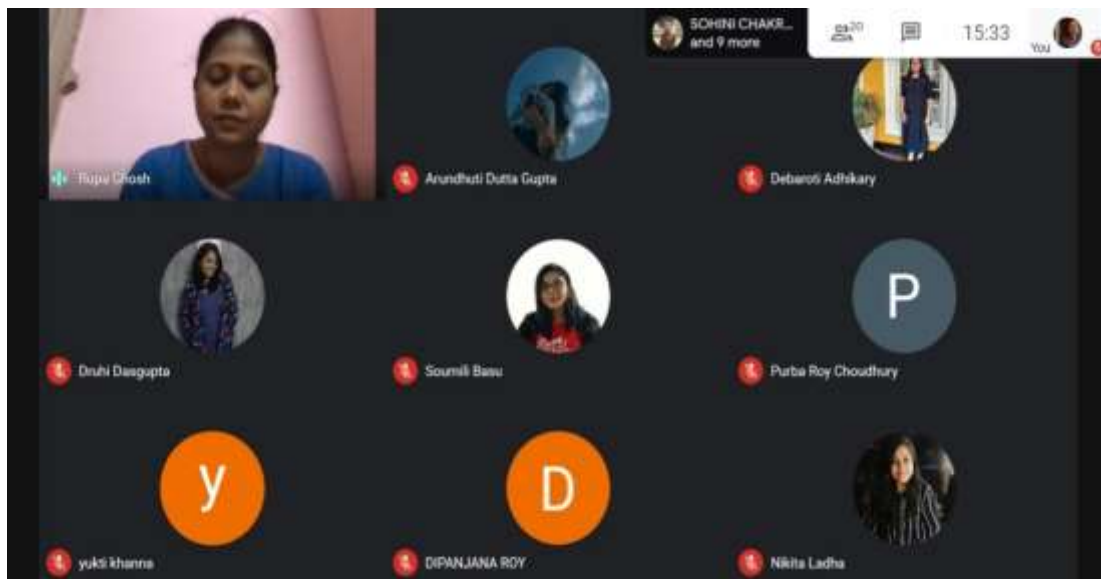 SOHINI CHAKR...
and 9 more
20
15:33
You
Rupa Ghosh
Arundhuti Dutta Gupta
Debaroti Adhikary
Druhi Dasgupta
Soumili Basu
P
Purba Roy Choudhury
y
yukti khanna
D
DIPANJANA ROY
Nikita Ladha